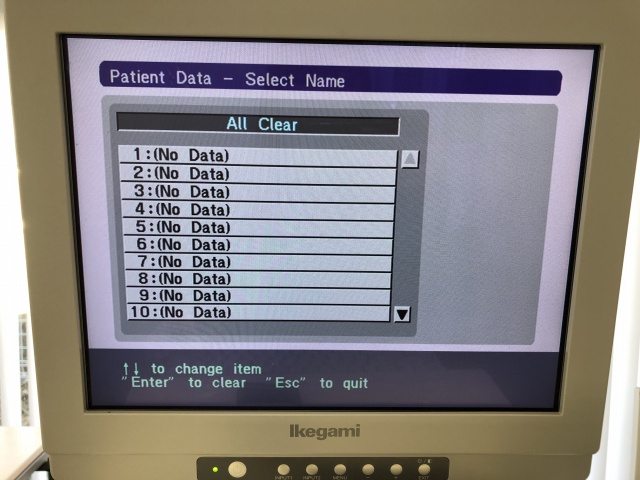 Patient Data - Select Name
All Clear
1:(No Data)
2:(No Data)
3:(No Data)
4:(No Data)
5:(No Data)
6:(No Data)
7:(No Data)
8:(No Data)
9:(No Data)
10:(No Data)
↑↓ to change item
"Enter" to clear "Esc" to quit
Ikegami
MENU
EXIT